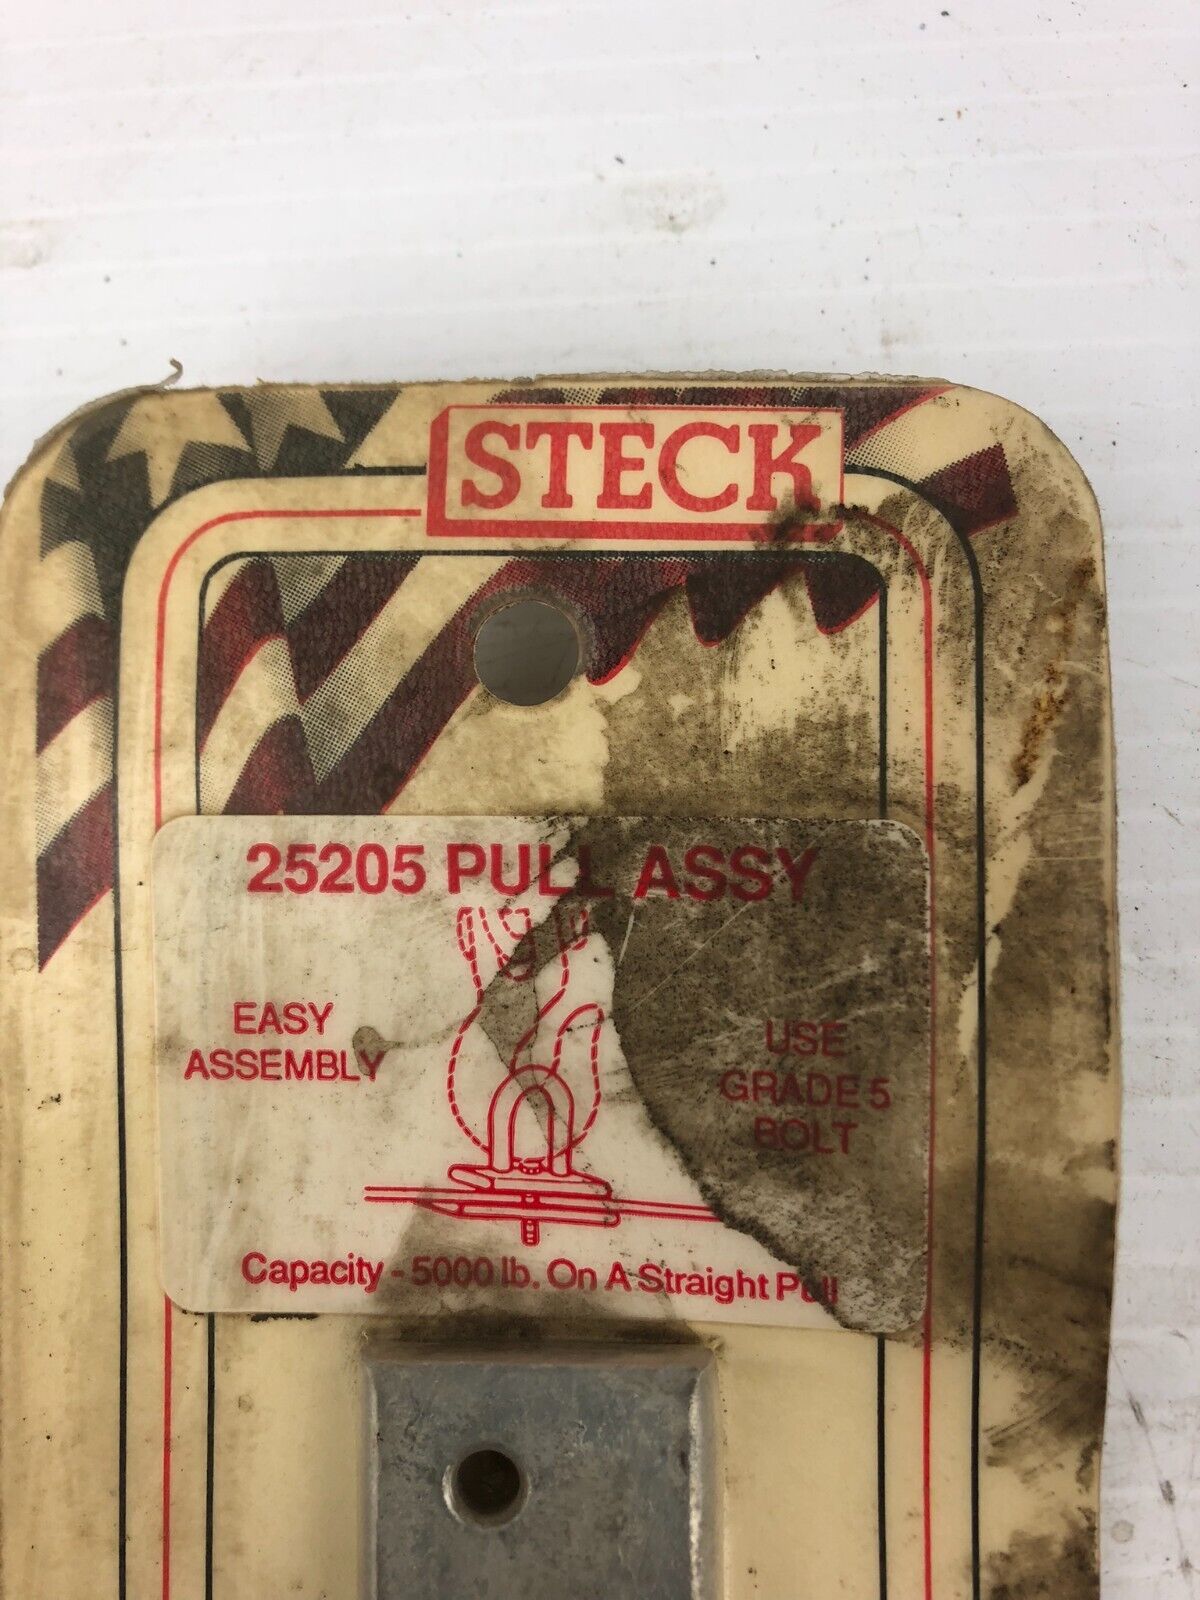 STECK
25205 PULL ASSY
EASY
ASSEMBLY
USE
GRADE 5
BOLT
Capacity - 5000 lb. On A Straight Pull